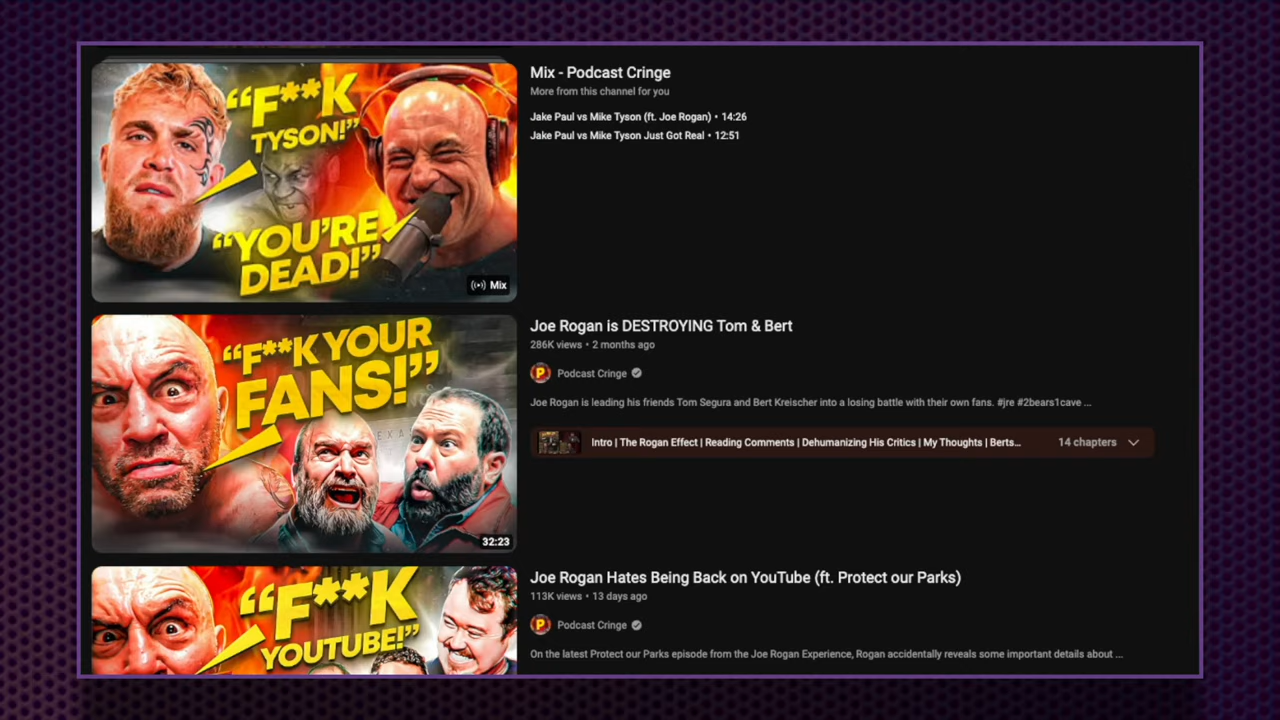 “F**K
TYSON!”
“YOU'RE
DEAD!”
Mix
Mix - Podcast Cringe
More from this channel for you
Jake Paul vs Mike Tyson (ft. Joe Rogan) • 14:26
Jake Paul vs Mike Tyson Just Got Real • 12:51
“F**K YOUR
FANS!”
32:23
Joe Rogan is DESTROYING Tom & Bert
286K views • 2 months ago
P
Podcast Cringe
Joe Rogan is leading his friends Tom Segura and Bert Kreischer into a losing battle with their own fans. #jre #2bears1cave ...
Intro | The Rogan Effect | Reading Comments | Dehumanizing His Critics | My Thoughts | Berts...
14 chapters
“F**K
YOUTUBE!”
Joe Rogan Hates Being Back on YouTube (ft. Protect our Parks)
113K views • 13 days ago
P
Podcast Cringe
On the latest Protect our Parks episode from the Joe Rogan Experience, Rogan accidentally reveals some important details about ...